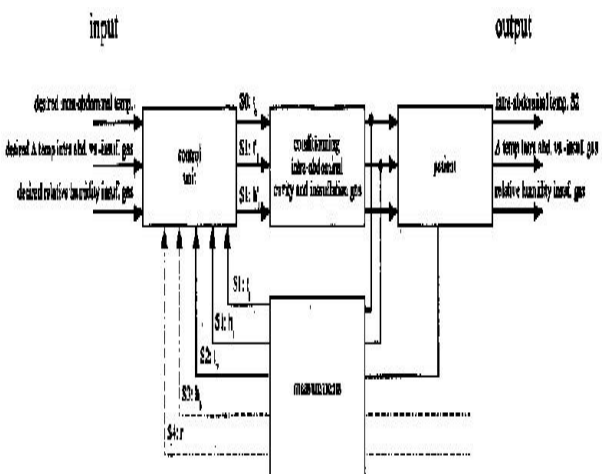 input
output
desired intra-abdominal temp.
desired Δ temp intra abd. vs -insuf. gas
desired relative humidity insuf. gas
control
unit
S0: t
S1: t'
S1: h'
conditioning
intra-abdominal
cavity and insufflation gas
patient
intra-abdominal temp. S2
Δ temp intra abd. vs -insuf. gas
relative humidity insuf. gas
S1: t
S1: h
S2: t
S3: h
S4: r
measurements